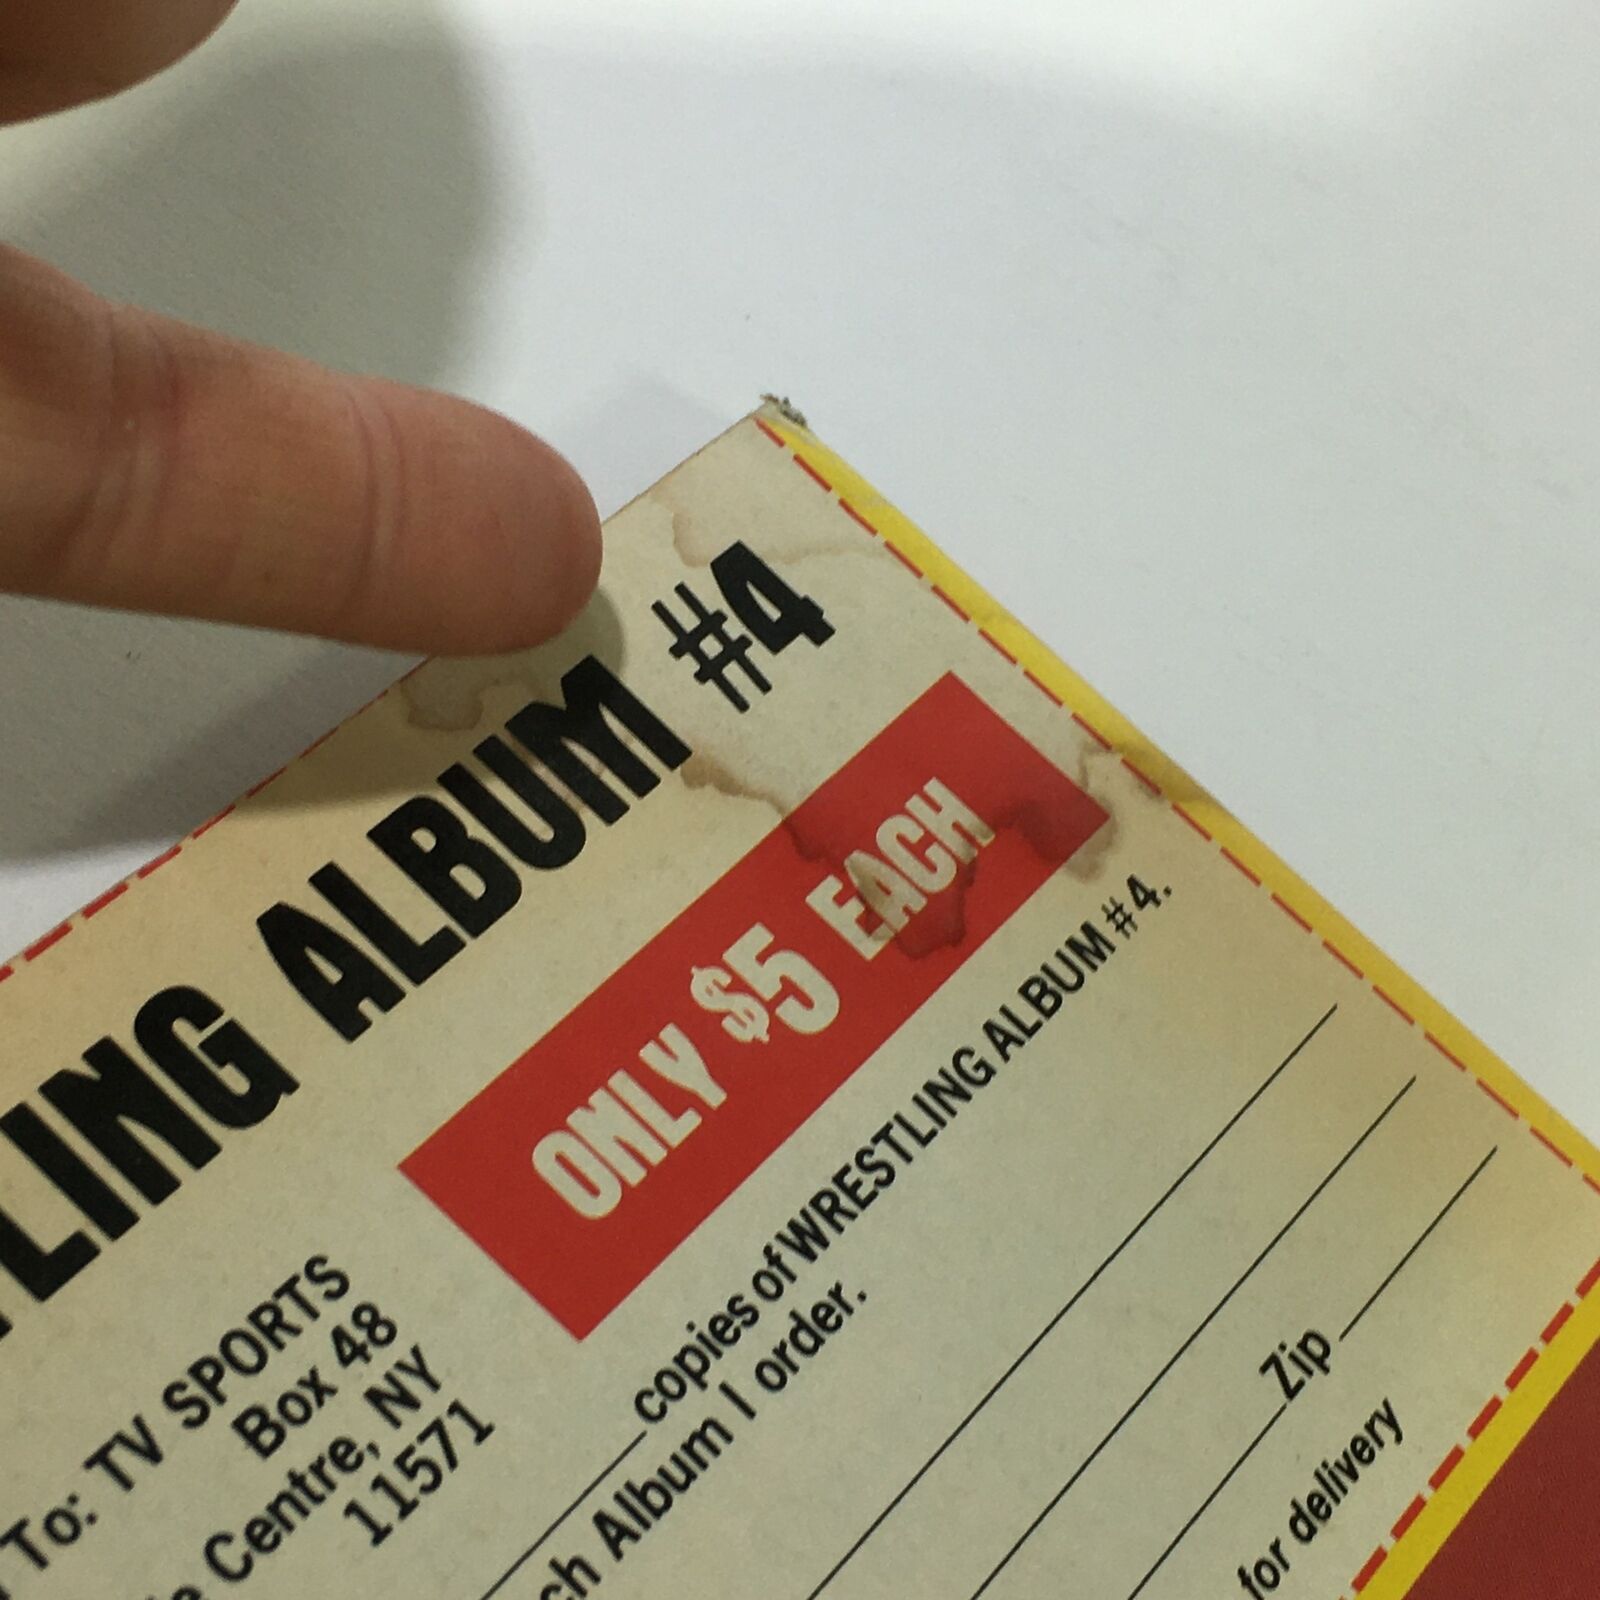 LING ALBUM #4
ONLY $5 EACH
To: TV SPORTS
Box 48
Centre, NY
11571
copies of WRESTLING ALBUM #4.
Album I order.
Zip
for delivery